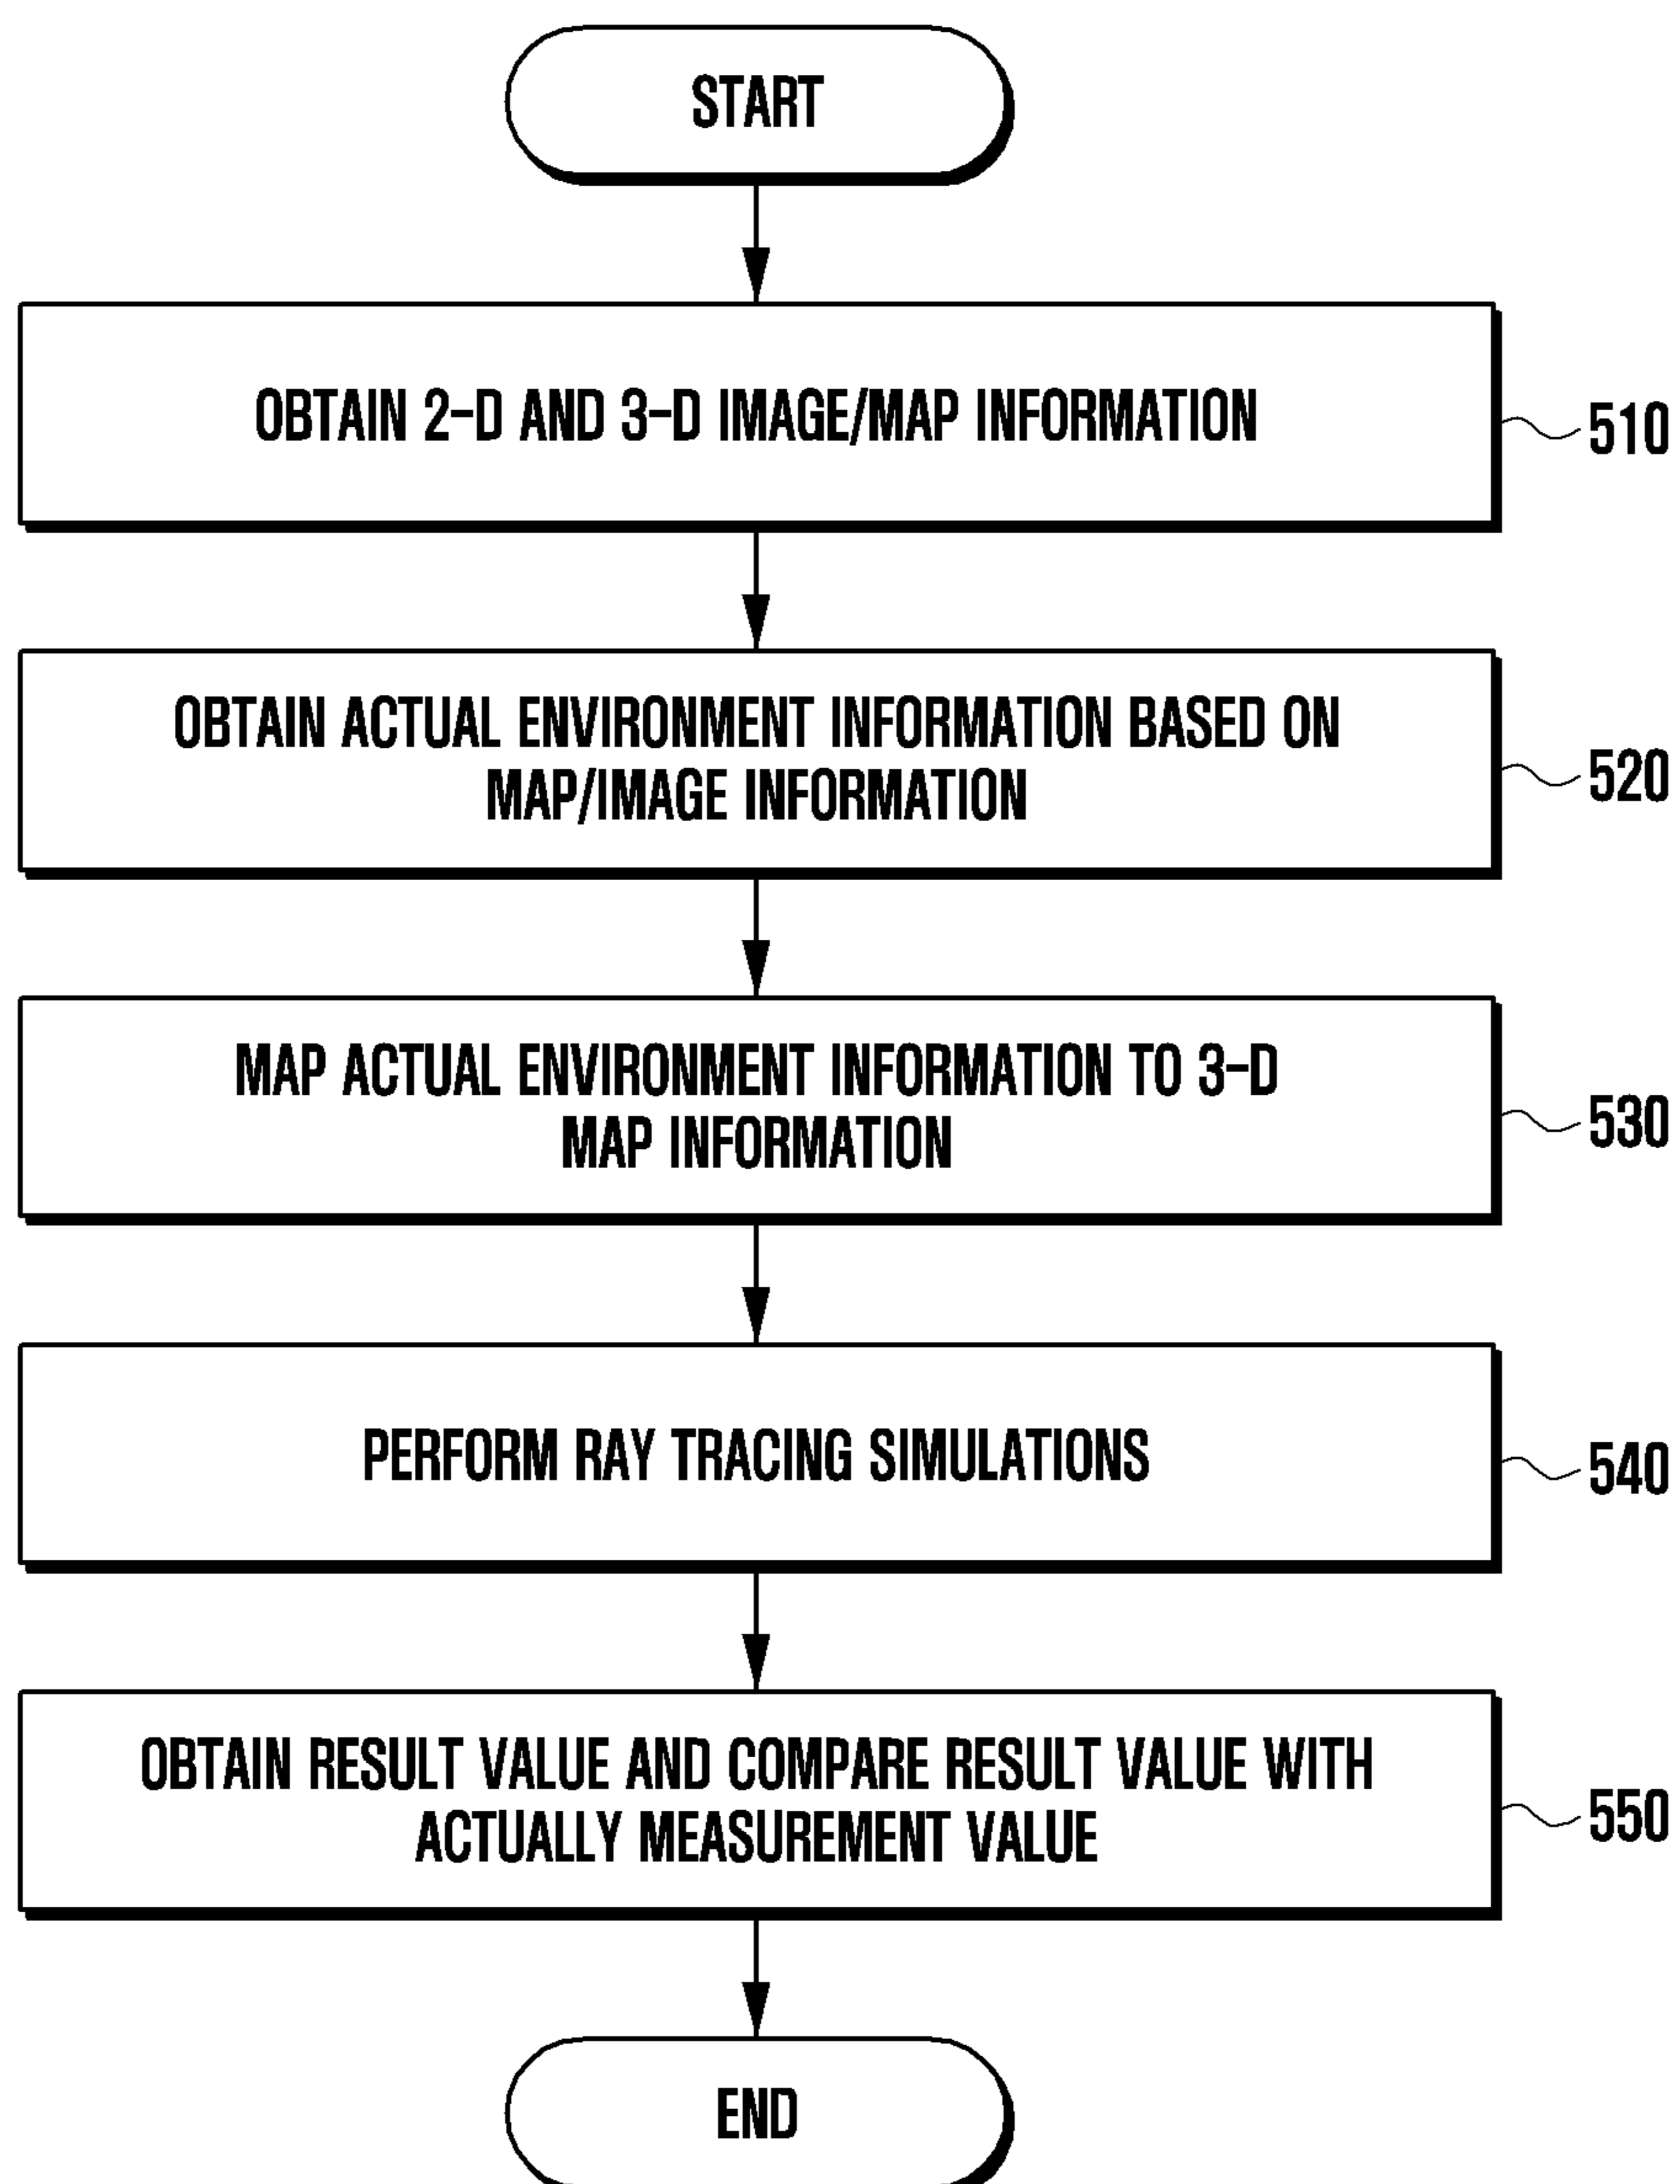 START
OBTAIN 2-D AND 3-D IMAGE/MAP INFORMATION
510
OBTAIN ACTUAL ENVIRONMENT INFORMATION BASED ON
MAP/IMAGE INFORMATION
520
MAP ACTUAL ENVIRONMENT INFORMATION TO 3-D
MAP INFORMATION
530
PERFORM RAY TRACING SIMULATIONS
540
OBTAIN RESULT VALUE AND COMPARE RESULT VALUE WITH
ACTUALLY MEASUREMENT VALUE
550
END